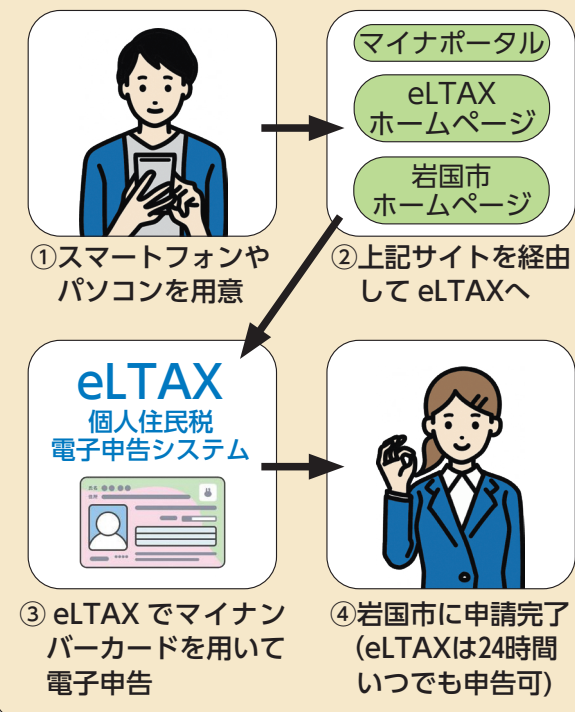 マイナポータル
eLTAX
ホームページ
岩国市
ホームページ
①スマートフォンや
パソコンを用意
②上記サイトを経由
して eLTAXへ
eLTAX
個人住民税
電子申告システム
氏名
住所
③ eLTAX でマイナン
バーカードを用いて
電子申告
④岩国市に申請完了
(eLTAXは24時間
いつでも申告可)